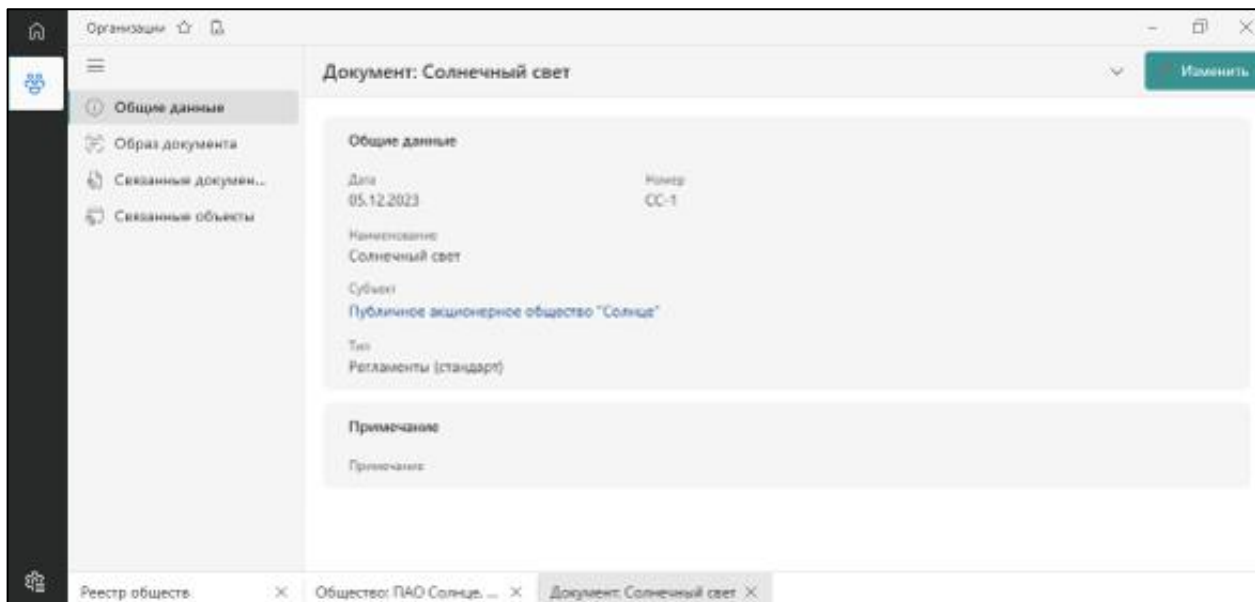 Организации
Документ: Солнечный свет
Изменить
Общие данные
Образ документа
Связанные докумен...
Связанные объекты
Общие данные
Дата
Номер
05.12.2023
СС-1
Наименование
Солнечный свет
Субъект
Публичное акционерное общество "Солнце"
Тип
Регламенты (стандарт)
Примечание
Примечание
Реестр обществ
Общество: ПАО Солнце. ...
Документ: Солнечный свет